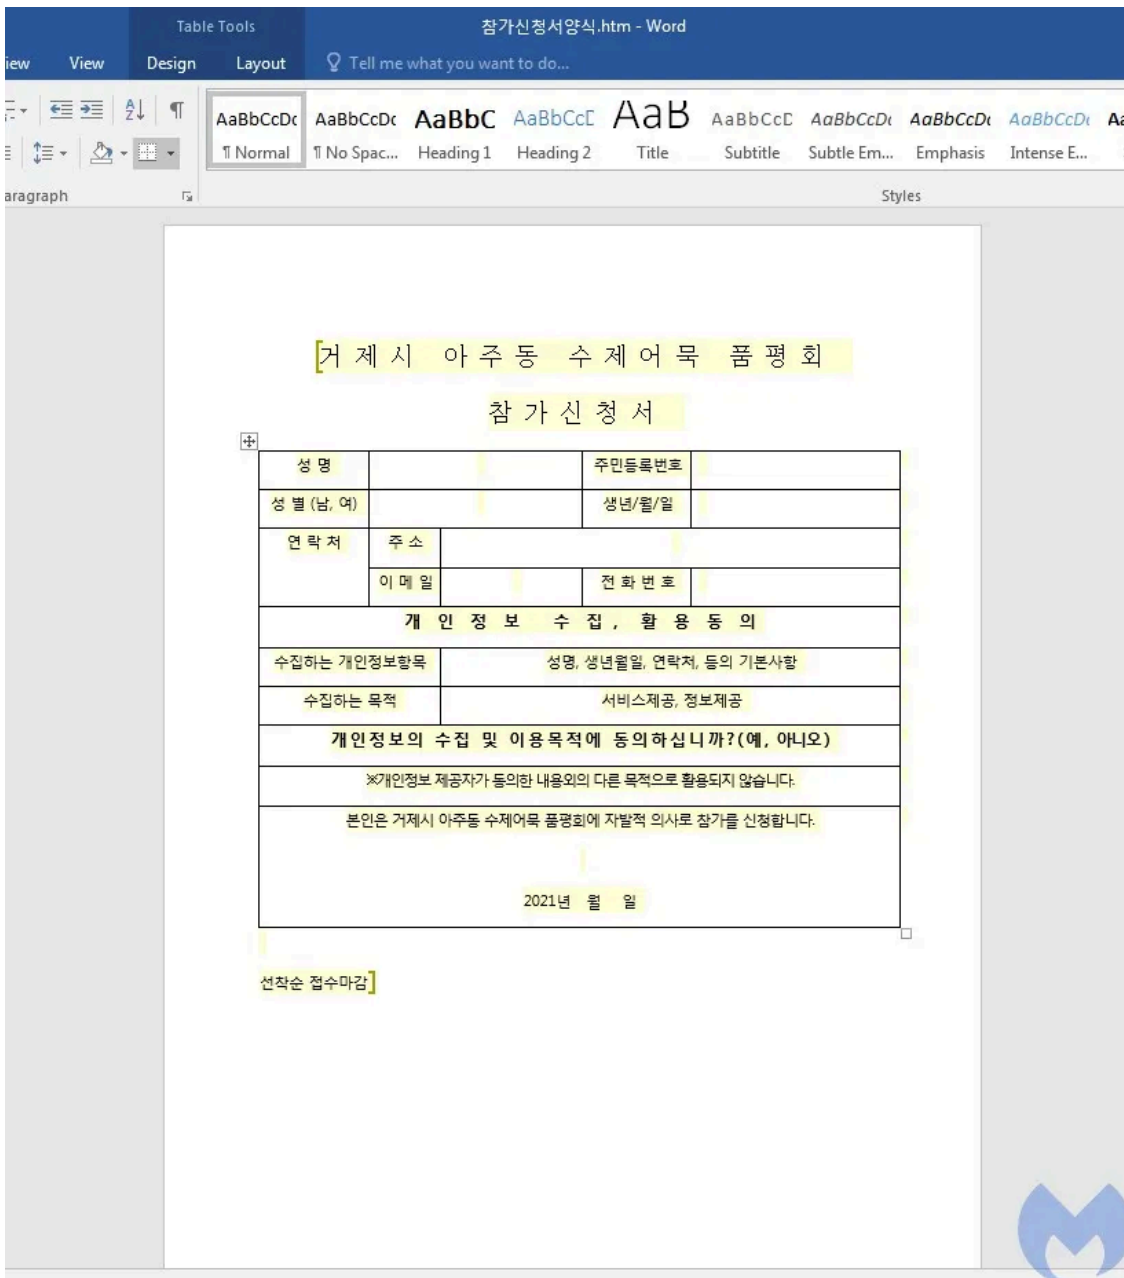 Table Tools
참가신청서양식.htm - Word
iew View Design Layout Tell me what you want to do...
AaBbCcDc AaBbCcDc AaBbC AaBbCcD AaB AaBbCcD AaBbCcDc AaBbCcDc AaBbCcDc Aa
¶ Normal ¶ No Spac... Heading 1 Heading 2 Title Subtitle Subtle Em... Emphasis Intense E...
aragraph Styles
거 제 시 아 주 동 수 제 어 묵 품 평 회
참 가 신 청 서
성 명 주민등록번호
성 별 (남, 여) 생년/월/일
연 락 처 주 소
이 메 일 전 화 번 호
개 인 정 보 수 집 , 활 용 동 의
수집하는 개인정보항목 성명, 생년월일, 연락처, 등의 기본사항
수집하는 목적 서비스제공, 정보제공
개인정보의 수집 및 이용목적에 동의하십니까?(예, 아니오)
※개인정보 제공자가 동의한 내용외의 다른 목적으로 활용되지 않습니다.
본인은 거제시 아주동 수제어묵 품평회에 자발적 의사로 참가를 신청합니다.
2021년 월 일
선착순 접수마감